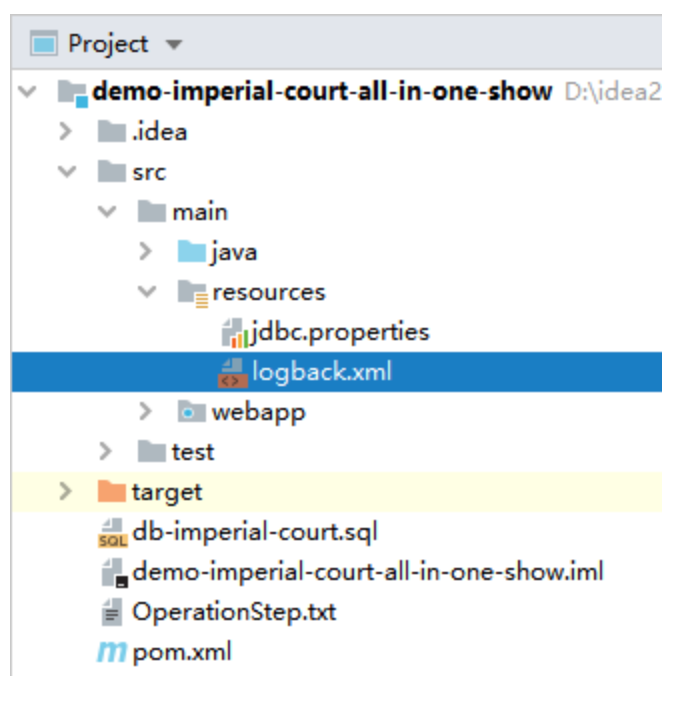 Project
demo-imperial-court-all-in-one-show D:\idea2
.idea
src
main
java
resources
jdbc.properties
logback.xml
webapp
test
target
SQL db-imperial-court.sql
demo-imperial-court-all-in-one-show.iml
OperationStep.txt
m pom.xml